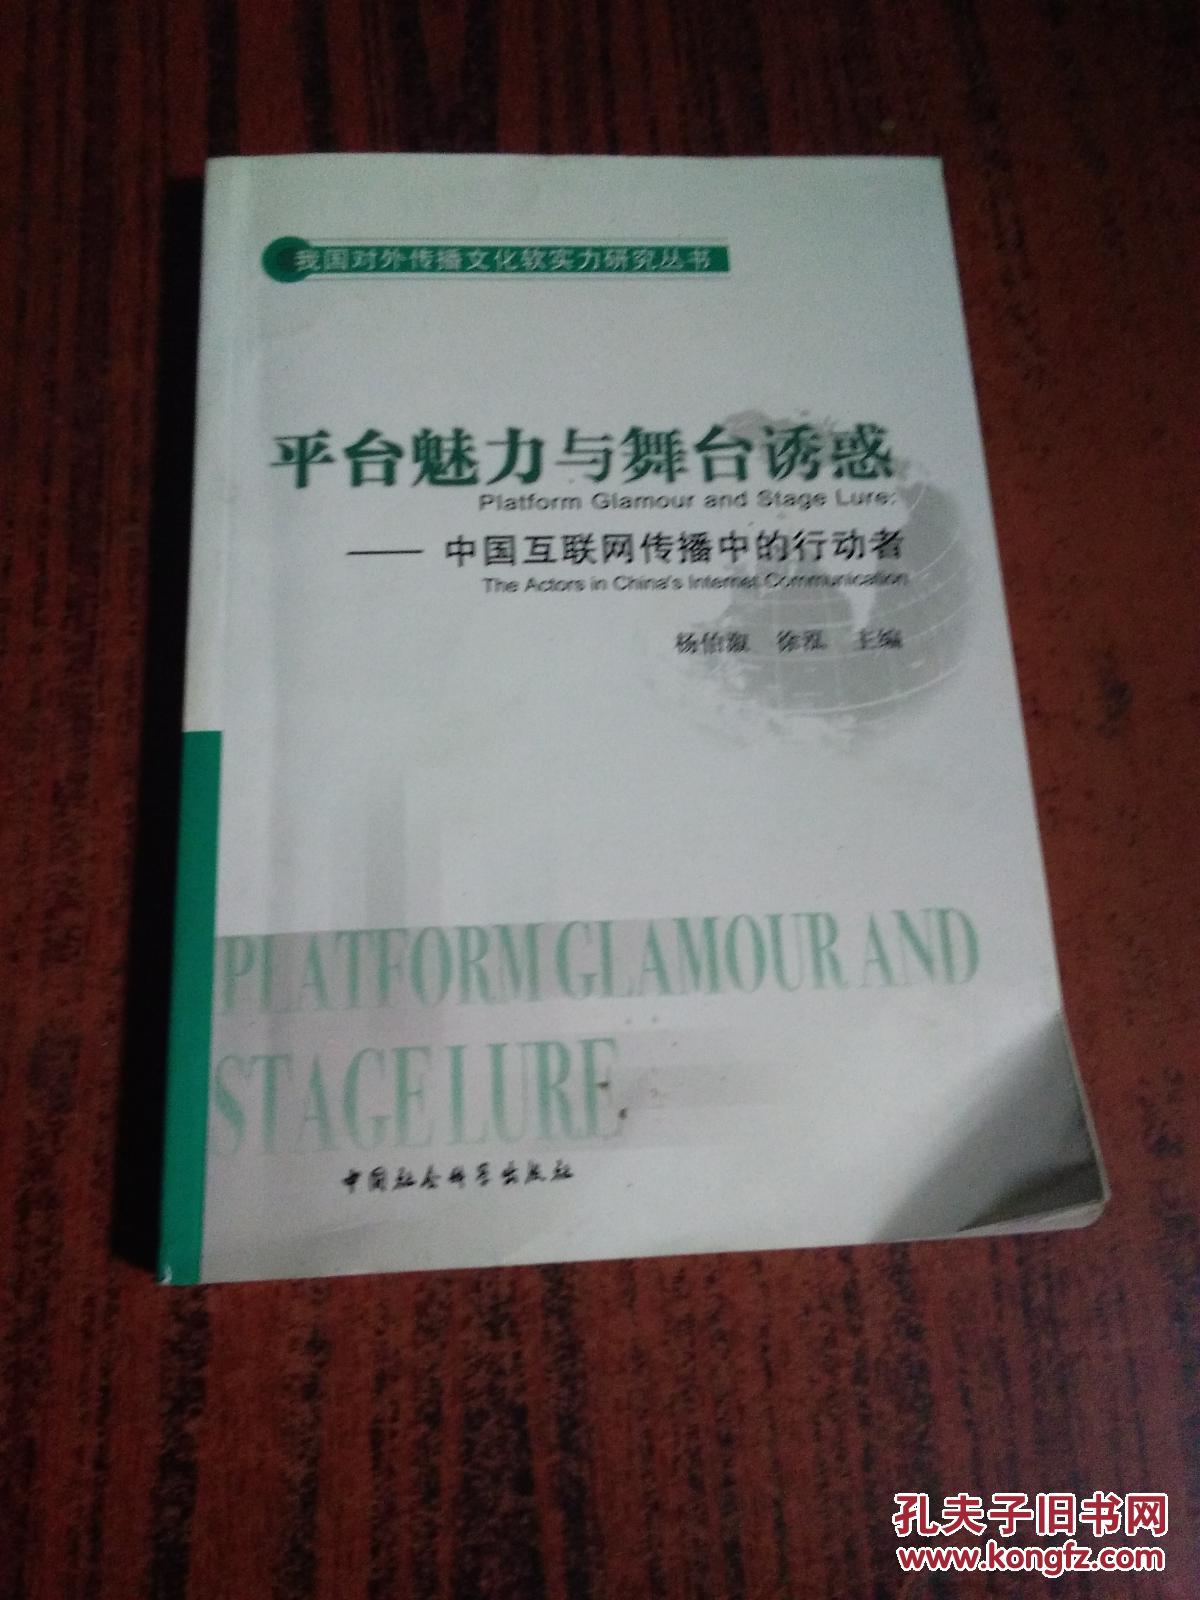 我国对外传播文化软实力研究丛书
平台魅力与舞台诱惑
Platform Glamour and Stage Lure:
—— 中国互联网传播中的行动者
The Actors in China's Internet Communication
杨伯溆 徐泓 主编
PLATFORM GLAMOUR AND
STAGE LURE
中国社会科学出版社
孔夫子旧书网
www.kongfz.com